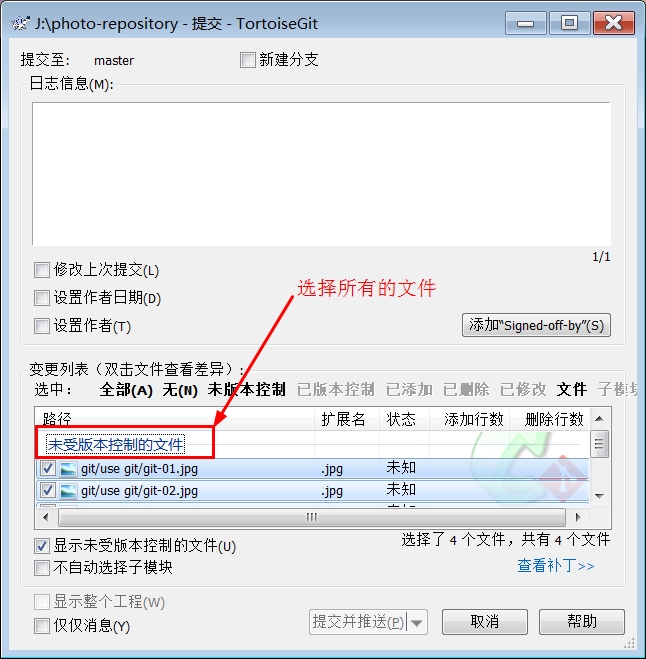 J:\photo-repository - 提交 - TortoiseGit
提交至: master 新建分支
日志信息(M):
1/1
修改上次提交(L)
设置作者日期(D)
设置作者(T)
选择所有的文件
添加“Signed-off-by”(S)
变更列表（双击文件查看差异）:
选中: 全部(A) 无(N) 未版本控制 已版本控制 已添加 已删除 已修改 文件 子模块
路径 扩展名 状态 添加行数 删除行数
未受版本控制的文件
git/use git/git-01.jpg .jpg 未知
git/use git/git-02.jpg .jpg 未知
显示未受版本控制的文件(U)
选择了 4 个文件，共有 4 个文件
不自动选择子模块
查看补丁>>
显示整个工程(W)
仅仅消息(Y)
提交并推送(P) 取消 帮助